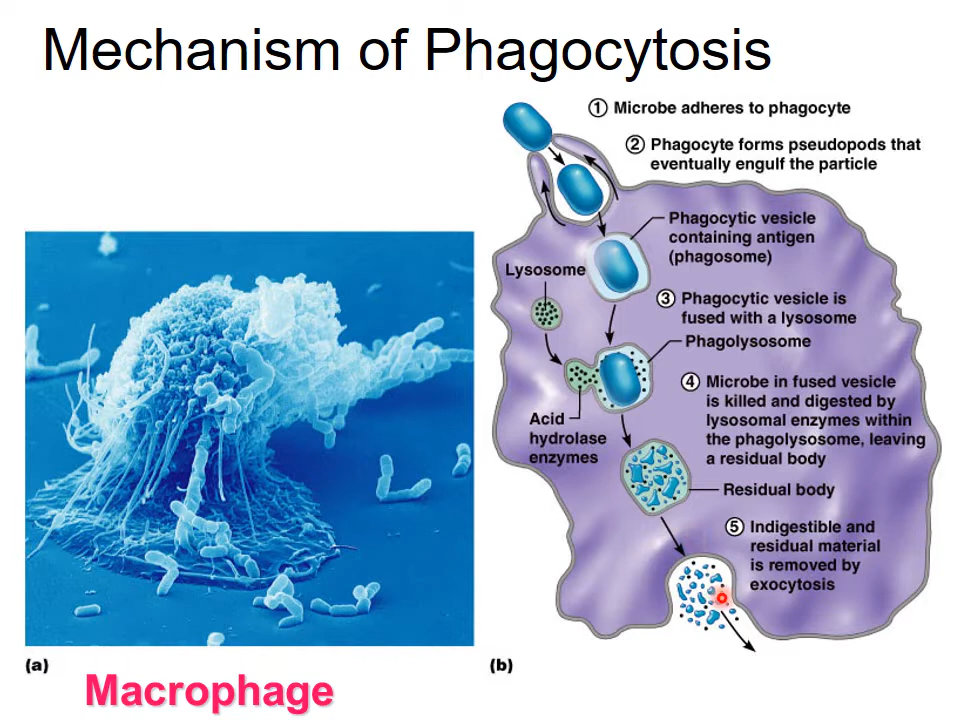 Mechanism of Phagocytosis
1 Microbe adheres to phagocyte
2 Phagocyte forms pseudopods that
eventually engulf the particle
Phagocytic vesicle
containing antigen
(phagosome)
Lysosome
3 Phagocytic vesicle is
fused with a lysosome
Phagolysosome
4 Microbe in fused vesicle
is killed and digested by
lysosomal enzymes within
the phagolysosome, leaving
a residual body
Acid
hydrolase
enzymes
Residual body
5 Indigestible and
residual material
is removed by
exocytosis
(a)
(b)
Macrophage